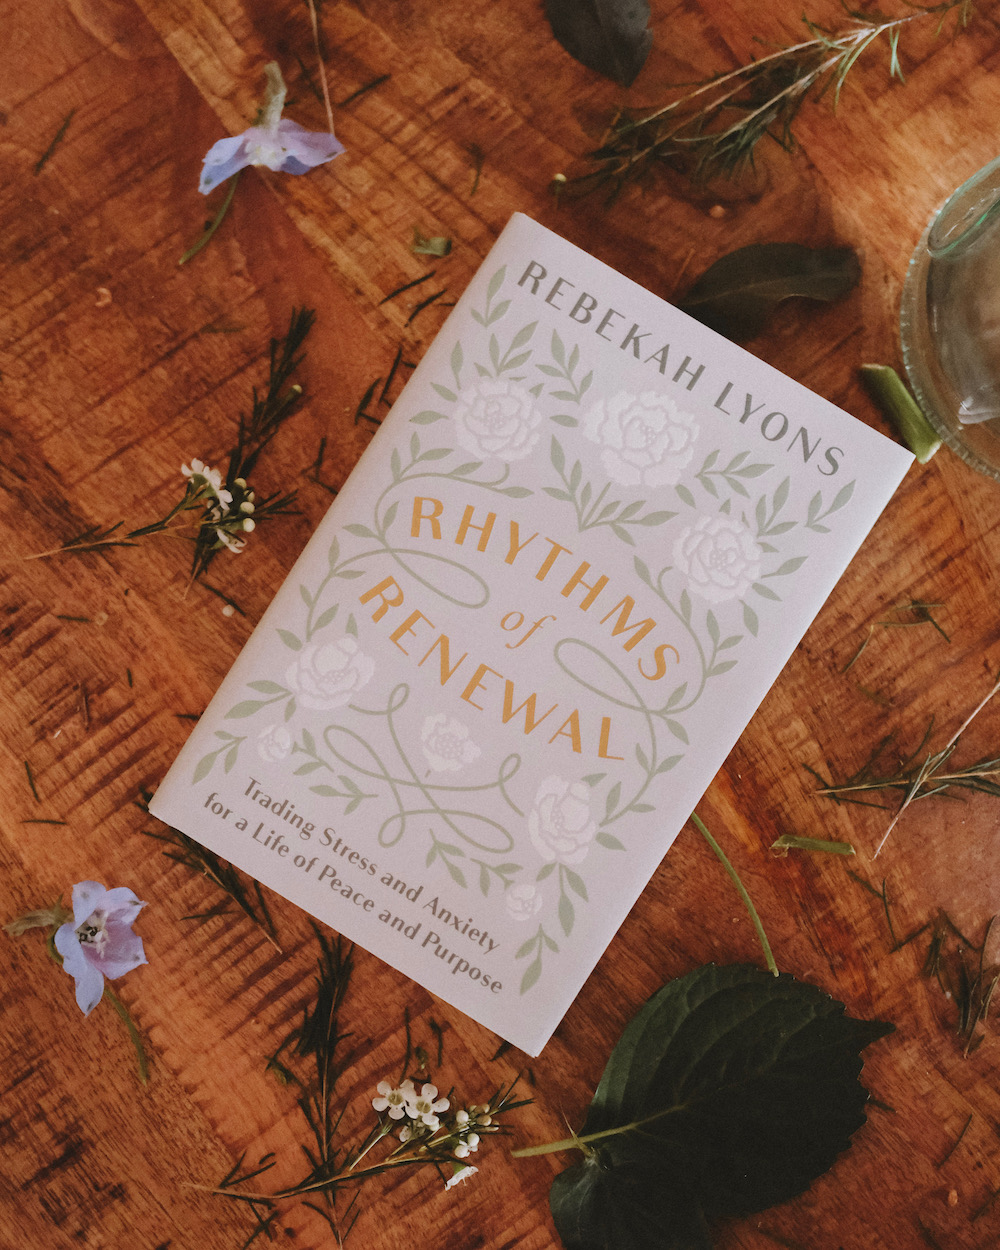 REBEKAH LYONS
RHYTHMS
of
RENEWAL
Trading Stress and Anxiety
for a Life of Peace and Purpose